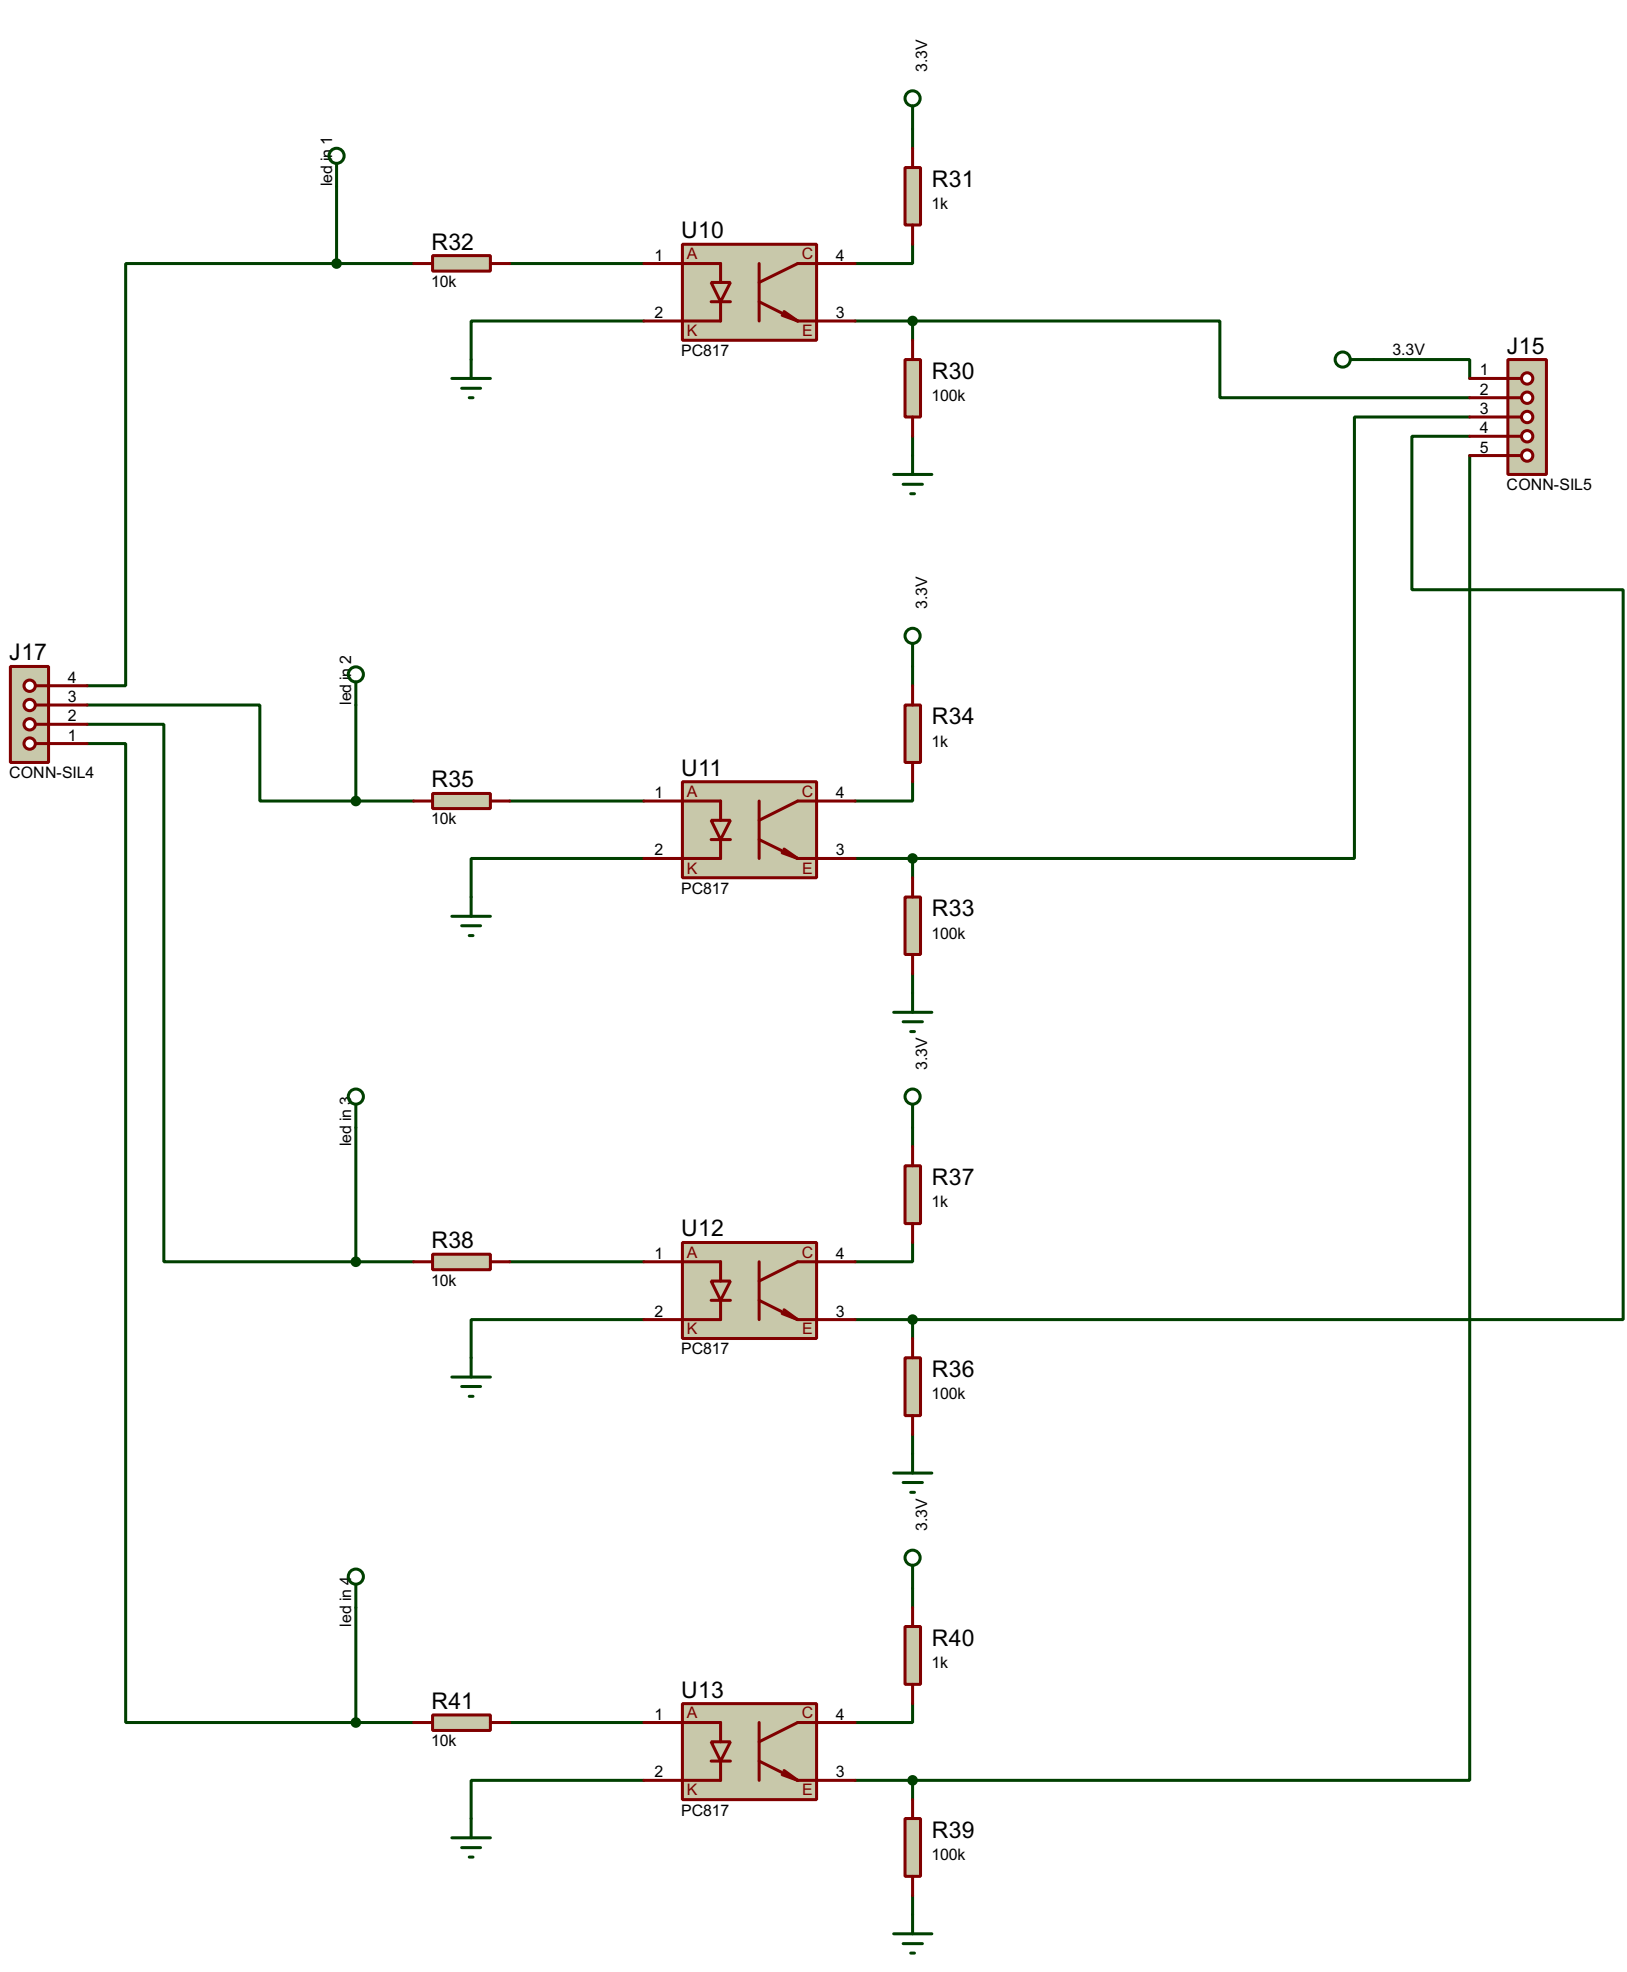 3.3V
led in 1
R31
1k
R32
10k
U10
1
A
C
4
2
K
E
3
PC817
R30
100k
3.3V
J15
1
2
3
4
5
CONN-SIL5
3.3V
led in 2
J17
4
3
2
1
CONN-SIL4
R34
1k
R35
10k
U11
1
A
C
4
2
K
E
3
PC817
R33
100k
3.3V
led in 3
R37
1k
R38
10k
U12
1
A
C
4
2
K
E
3
PC817
R36
100k
3.3V
led in 4
R40
1k
R41
10k
U13
1
A
C
4
2
K
E
3
PC817
R39
100k